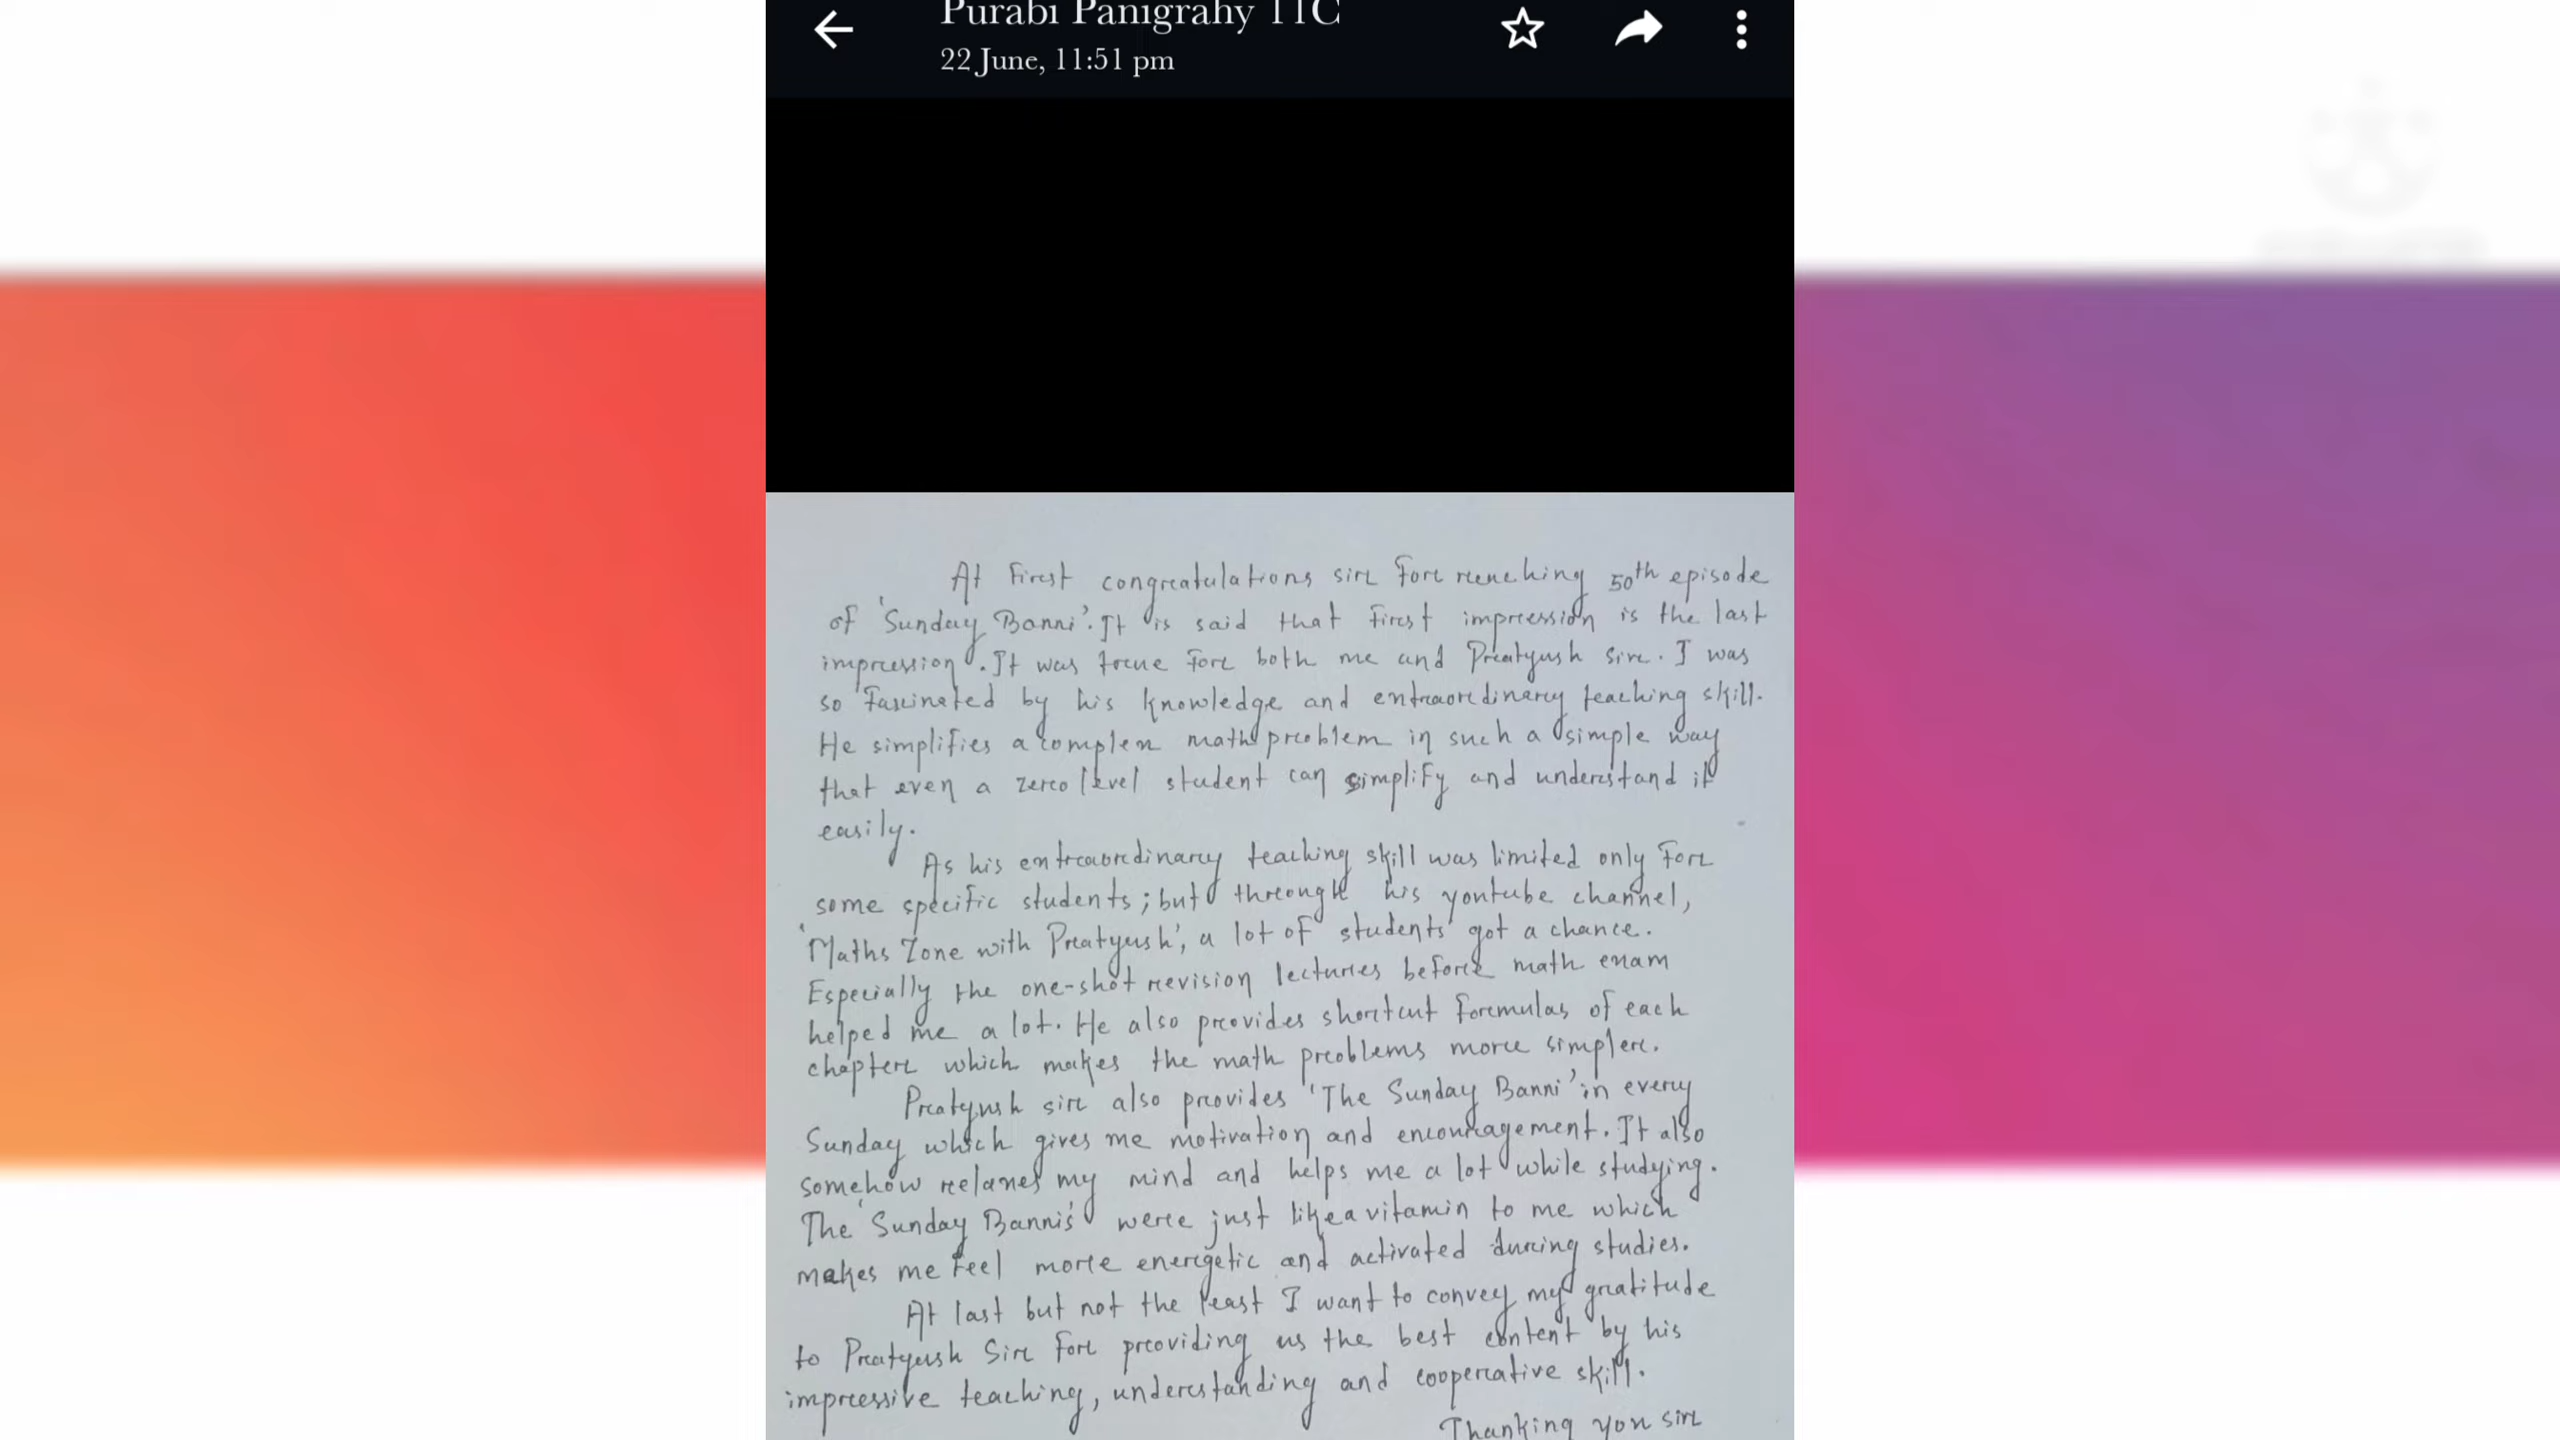 Purabi Panigrahy TTC
22 June, 11:51 pm
At first congratulations sir for reaching 50th episode
of 'Sunday Banni'. It is said that first impression is the last
impression. It was true for both me and Pratyush sir. I was
so fascinated by his knowledge and extraordinary teaching skill.
He simplifies a complex math problem in such a simple way
that even a zero level student can simplify and understand it
easily.
As his extraordinary teaching skill was limited only for
some specific students; but through his youtube channel,
'Maths Zone with Pratyush', a lot of students got a chance.
Especially the one-shot revision lectures before math exam
helped me a lot. He also provides shortcut formulas of each
chapter which makes the math problems more simpler.
Pratyush sir also provides 'The Sunday Banni' in every
Sunday which gives me motivation and encouragement. It also
somehow relaxes my mind and helps me a lot while studying.
The 'Sunday Bannis' were just like a vitamin to me which
makes me feel more energetic and activated during studies.
At last but not the least I want to convey my gratitude
to Pratyush Sir for providing us the best content by his
impressive teaching, understanding and cooperative skill.
Thanking you sir